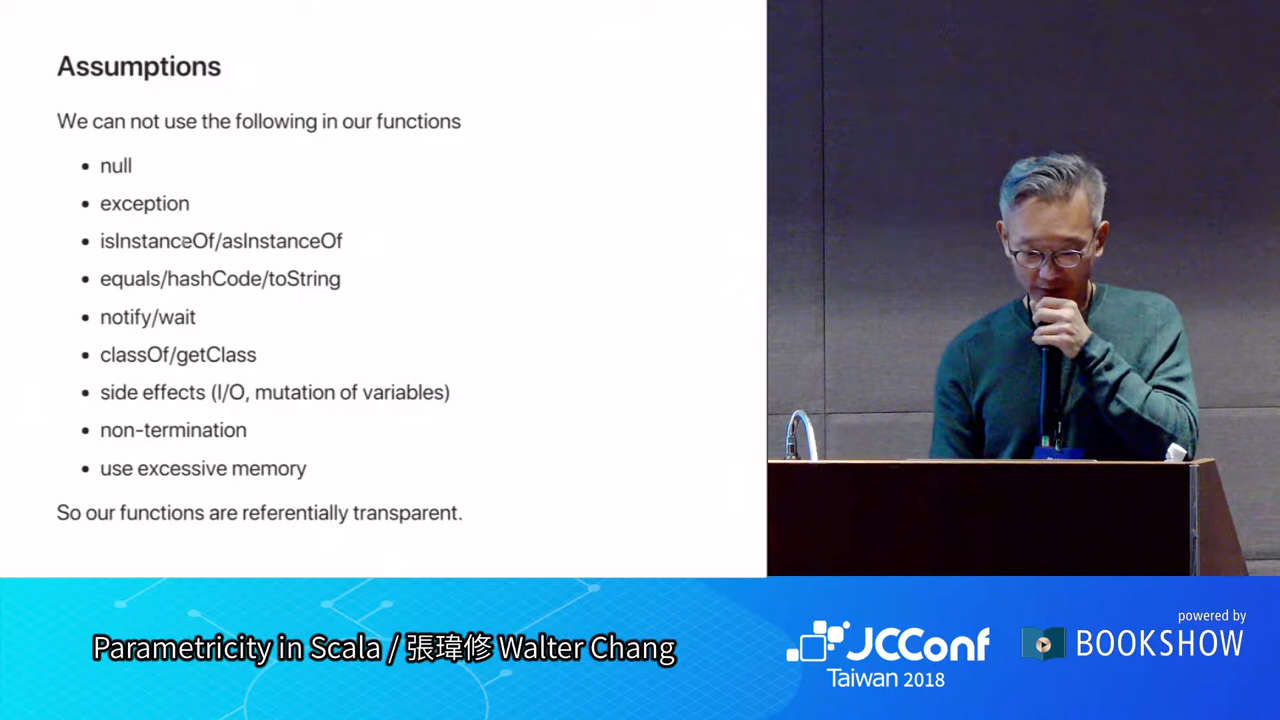 Assumptions
We can not use the following in our functions
• null
• exception
• isInstanceOf/asInstanceOf
• equals/hashCode/toString
• notify/wait
• classOf/getClass
• side effects (I/O, mutation of variables)
• non-termination
• use excessive memory
So our functions are referentially transparent.
Parametricity in Scala / 張瑋修 Walter Chang
JCConf
Taiwan 2018
powered by
BOOKSHOW